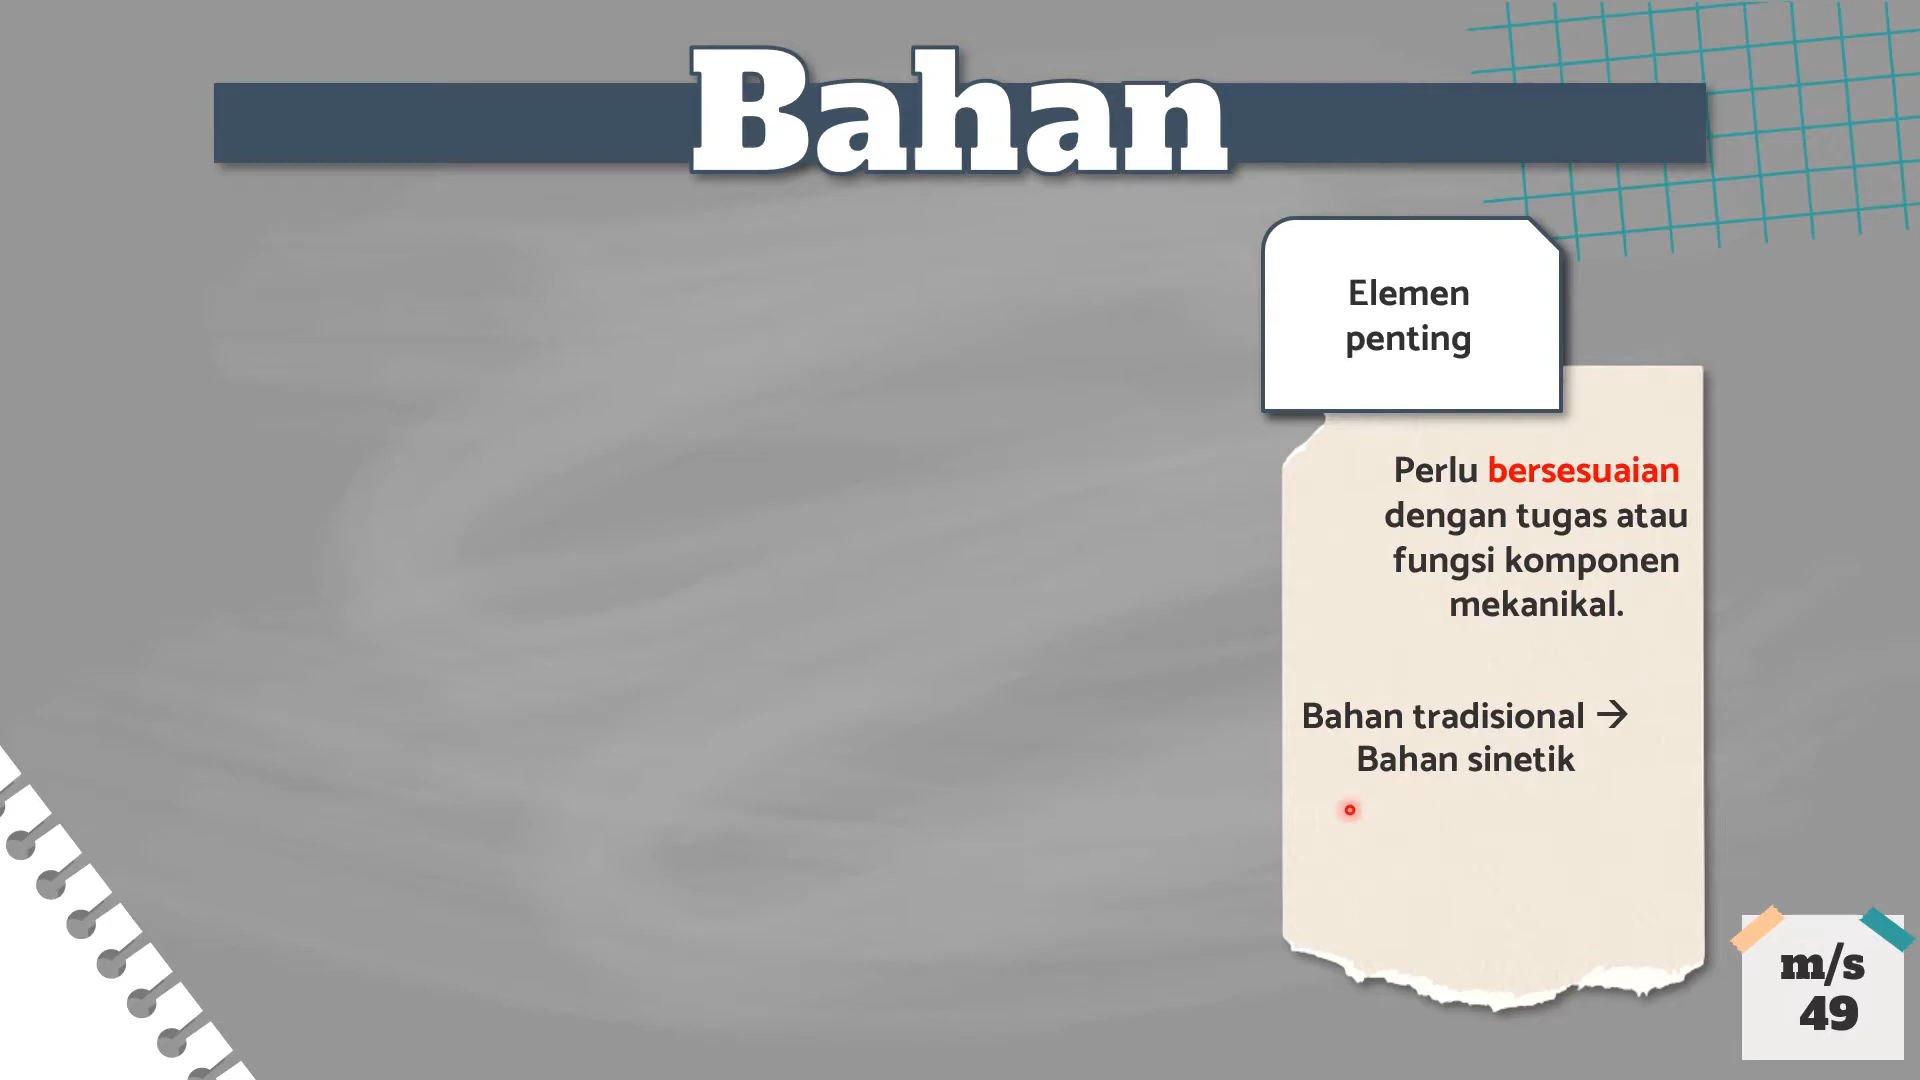 Bahan
Elemen
penting
Perlu bersesuaian
dengan tugas atau
fungsi komponen
mekanikal.
Bahan tradisional →
Bahan sinetik
m/s
49